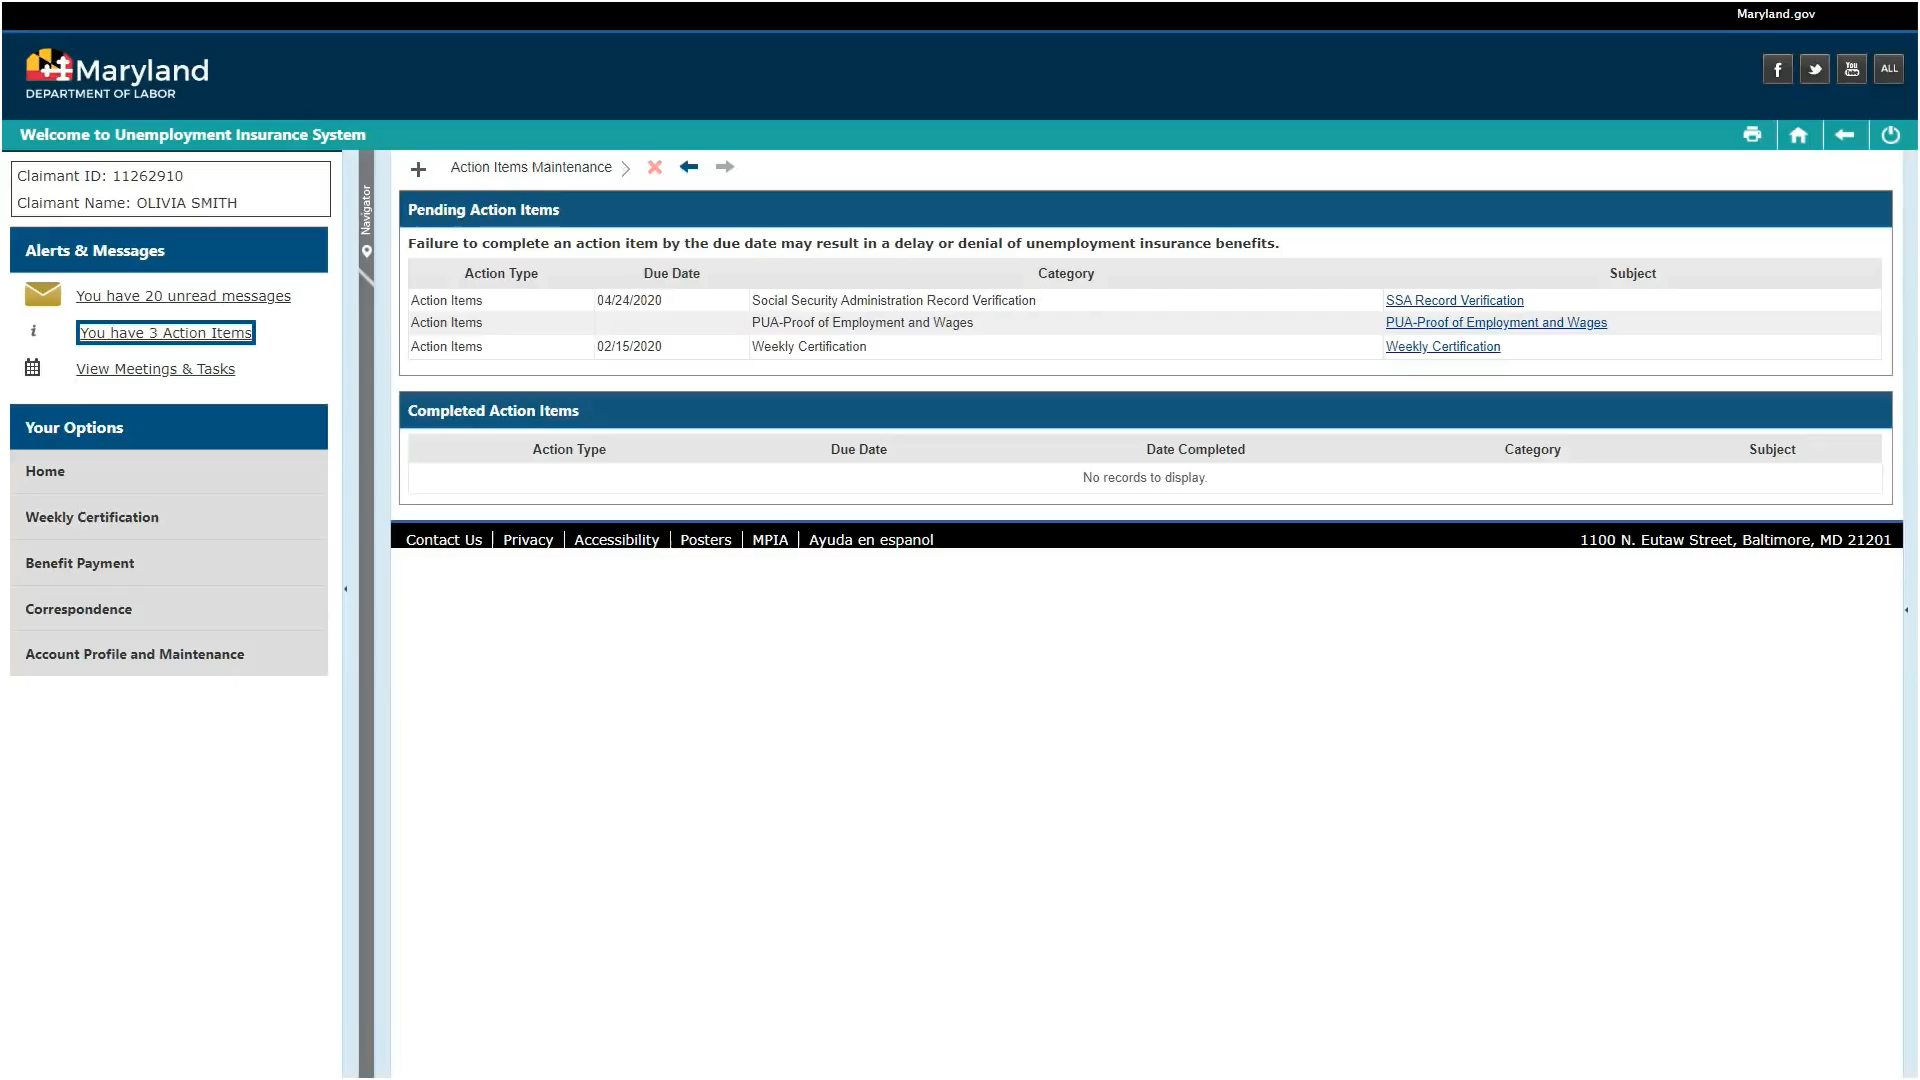 Maryland.gov
Maryland
DEPARTMENT OF LABOR
f
You Tube
ALL
Welcome to Unemployment Insurance System
Claimant ID: 11262910
Claimant Name: OLIVIA SMITH
Alerts & Messages
You have 20 unread messages
i You have 3 Action Items
View Meetings & Tasks
Your Options
Home
Weekly Certification
Benefit Payment
Correspondence
Account Profile and Maintenance
Navigator
Action Items Maintenance
Pending Action Items
Failure to complete an action item by the due date may result in a delay or denial of unemployment insurance benefits.
Action Type Due Date Category Subject
Action Items 04/24/2020 Social Security Administration Record Verification SSA Record Verification
Action Items PUA-Proof of Employment and Wages PUA-Proof of Employment and Wages
Action Items 02/15/2020 Weekly Certification Weekly Certification
Completed Action Items
Action Type Due Date Date Completed Category Subject
No records to display.
Contact Us | Privacy | Accessibility | Posters | MPIA | Ayuda en espanol 1100 N. Eutaw Street, Baltimore, MD 21201